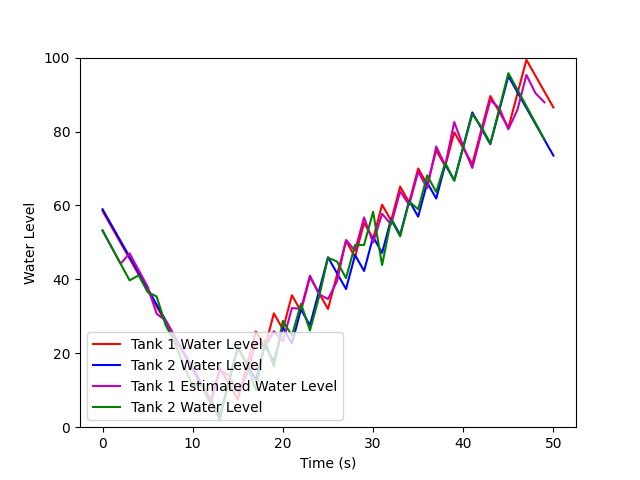 100
80
60
40
20
0
Water Level
Tank 1 Water Level
Tank 2 Water Level
Tank 1 Estimated Water Level
Tank 2 Water Level
0 10 20 30 40 50
Time (s)